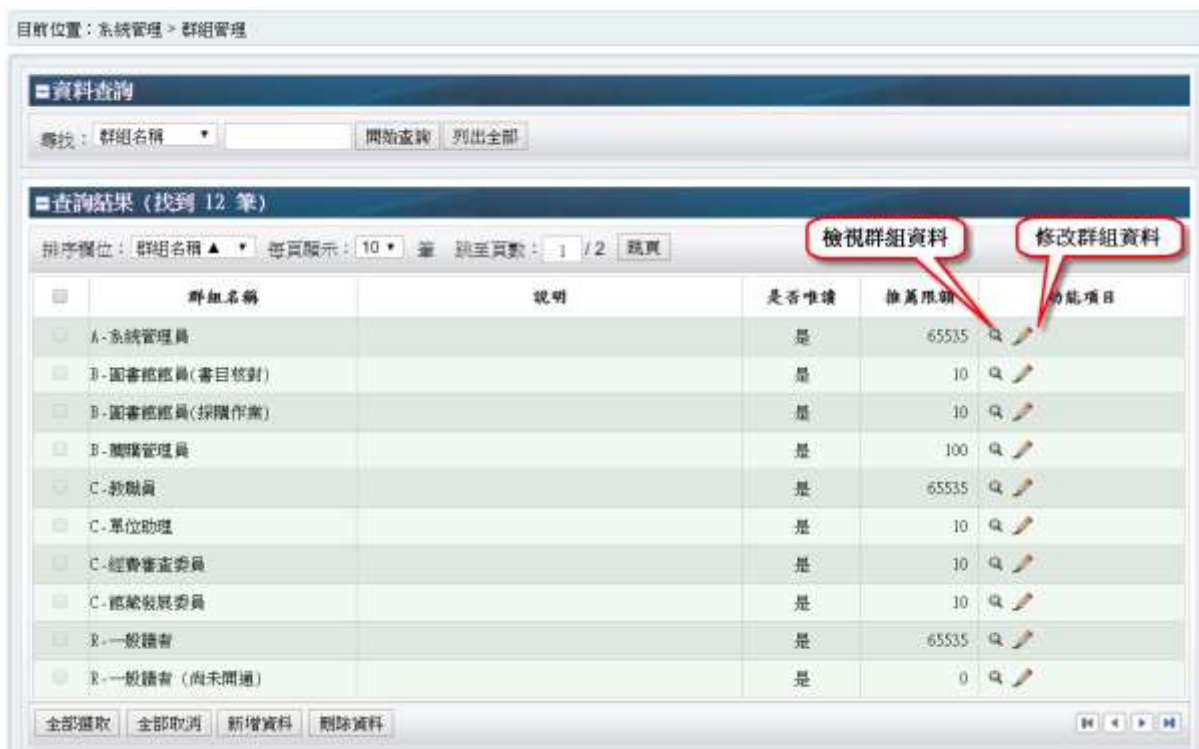 目前位置：系統管理 > 群組管理
資料查詢
尋找： 群組名稱 ▼ 開始查詢 列出全部
查詢結果 (找到 12 筆)
排序欄位： 群組名稱▲ ▼ 每頁顯示： 10 ▼ 筆 跳至頁數： 1 / 2 跳頁
檢視群組資料 修改群組資料
群組名稱 說明 是否唯讀 推薦限額 功能項目
A-系統管理員 是 65535
B-圖書館館員(書目核對) 是 10
B-圖書館館員(採購作業) 是 10
B-薦購管理員 是 100
C-教職員 是 65535
C-單位助理 是 10
C-經費審查委員 是 10
C-館藏發展委員 是 10
R-一般讀者 是 65535
R-一般讀者 (尚未開通) 是 0
全部選取 全部取消 新增資料 刪除資料